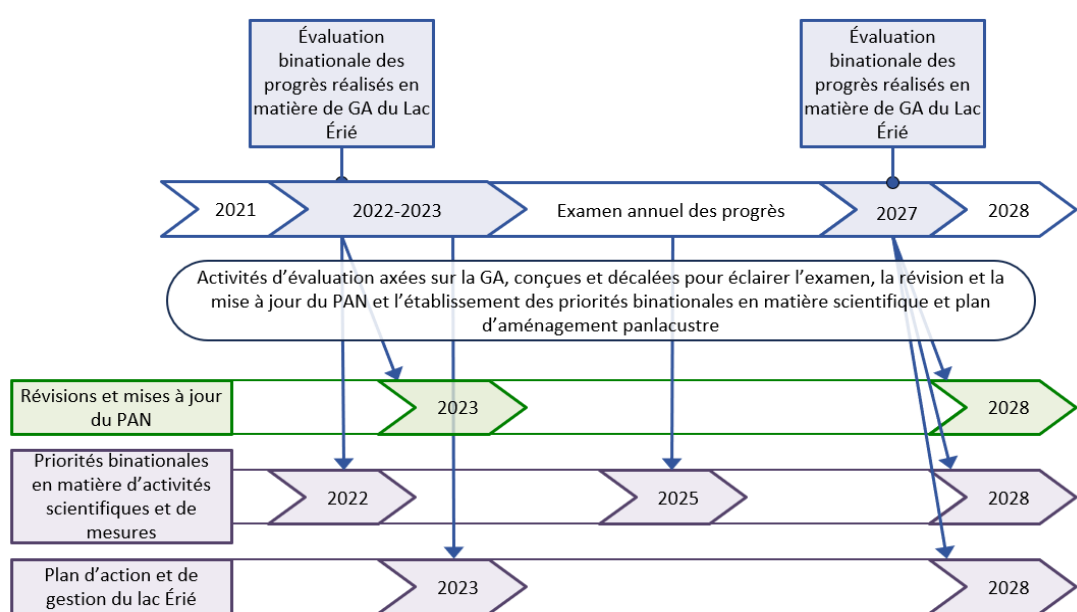 Évaluation
binationale des
progrès réalisés en
matière de GA du Lac
Érié
Évaluation
binationale des
progrès réalisés en
matière de GA du Lac
Érié
2021
2022-2023
Examen annuel des progrès
2027
2028
Activités d’évaluation axées sur la GA, conçues et décalées pour éclairer l’examen, la révision et la
mise à jour du PAN et l’établissement des priorités binationales en matière scientifique et plan
d’aménagement panlacustre
Révisions et mises à jour
du PAN
2023
2028
Priorités binationales
en matière d’activités
scientifiques et de
mesures
2022
2025
2028
Plan d’action et de
gestion du lac Érié
2023
2028